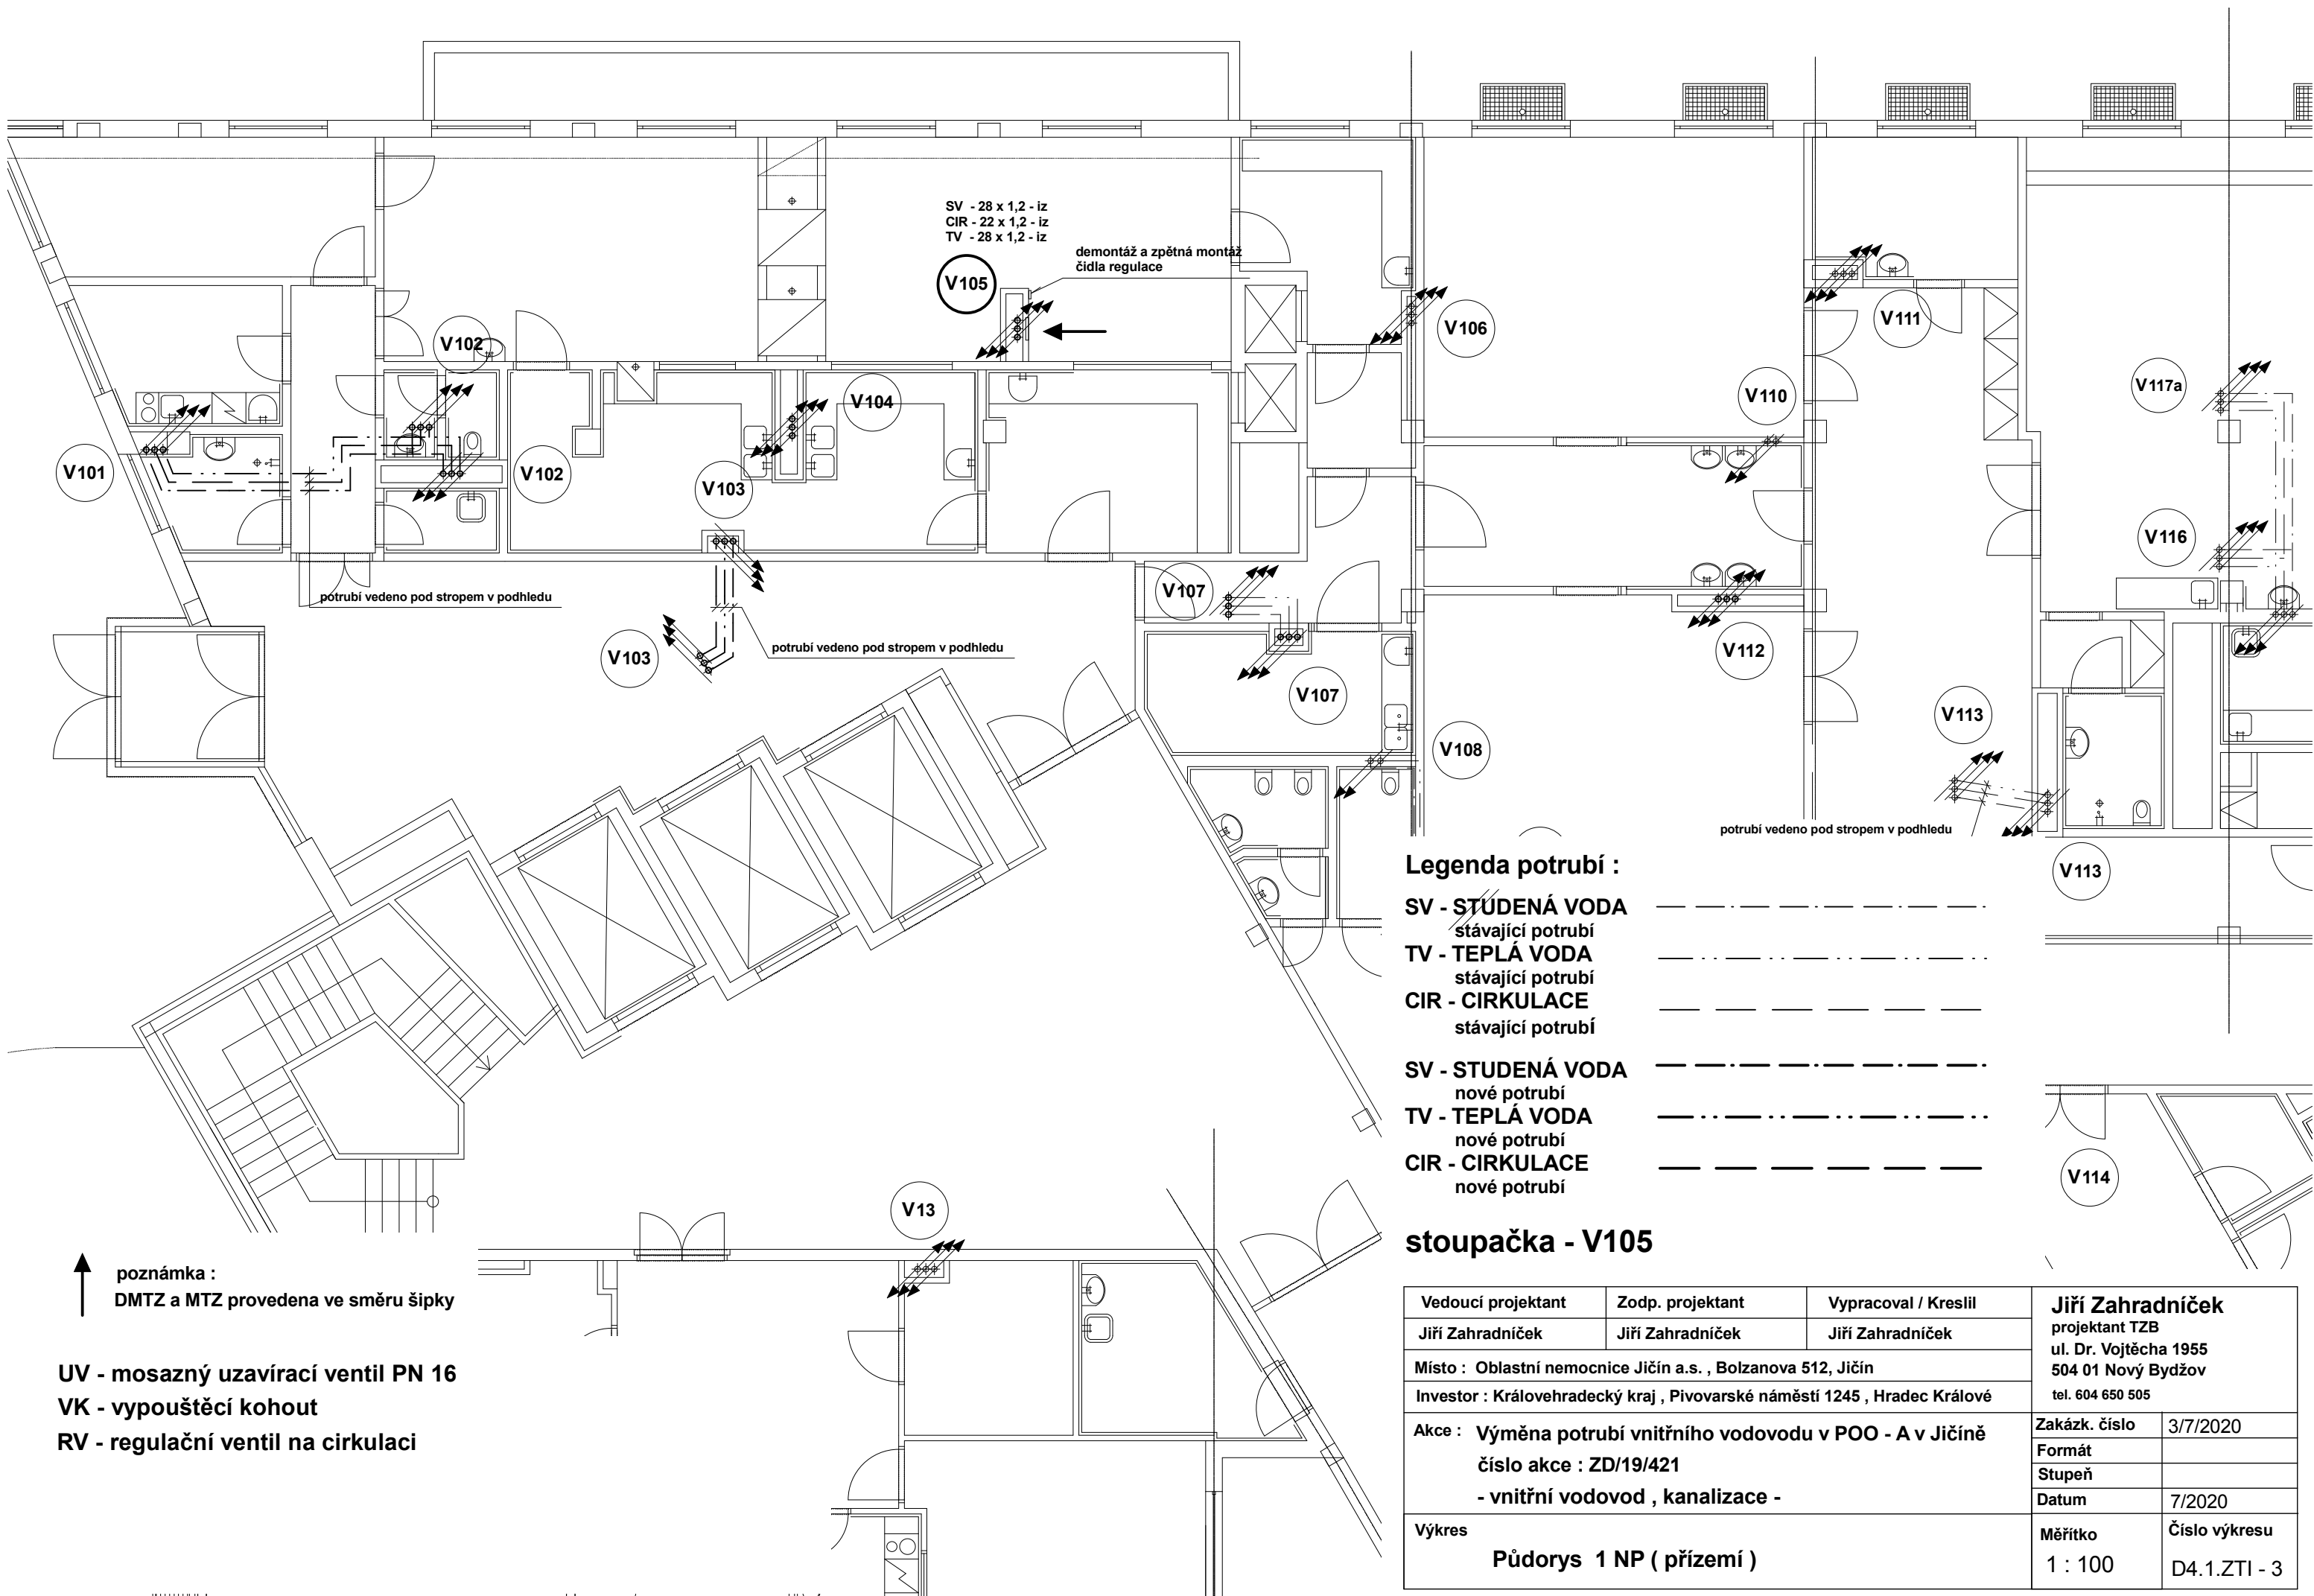 SV - 28 x 1,2 - iz
CIR - 22 x 1,2 - iz
TV - 28 x 1,2 - iz
demontáž a zpětná montáž
čidla regulace
V105
V106
V111
V102
V104
V110
V117a
V101
V102
V103
V116
V107
potrubí vedeno pod stropem v podhledu
potrubí vedeno pod stropem v podhledu
V103
V112
V107
V113
V108
potrubí vedeno pod stropem v podhledu
V113
Legenda potrubí :
SV - STUDENÁ VODA
stávající potrubí
TV - TEPLÁ VODA
stávající potrubí
CIR - CIRKULACE
stávající potrubí
SV - STUDENÁ VODA
nové potrubí
TV - TEPLÁ VODA
nové potrubí
CIR - CIRKULACE
nové potrubí
V114
V13
stoupačka - V105
poznámka :
DMTZ a MTZ provedena ve směru šipky
UV - mosazný uzavírací ventil PN 16
VK - vypouštěcí kohout
RV - regulační ventil na cirkulaci
Vedoucí projektant
Zodp. projektant
Vypracoval / Kreslil
Jiří Zahradníček
Jiří Zahradníček
Jiří Zahradníček
Jiří Zahradníček
projektant TZB
ul. Dr. Vojtěcha 1955
504 01 Nový Bydžov
tel. 604 650 505
Místo : Oblastní nemocnice Jičín a.s. , Bolzanova 512, Jičín
Investor : Královehradecký kraj , Pivovarské náměstí 1245 , Hradec Králové
Akce : Výměna potrubí vnitřního vodovodu v POO - A v Jičíně
číslo akce : ZD/19/421
- vnitřní vodovod , kanalizace -
Zakázk. číslo 3/7/2020
Formát
Stupeň
Datum 7/2020
Výkres
Půdorys 1 NP ( přízemí )
Měřítko
1 : 100
Číslo výkresu
D4.1.ZTI - 3